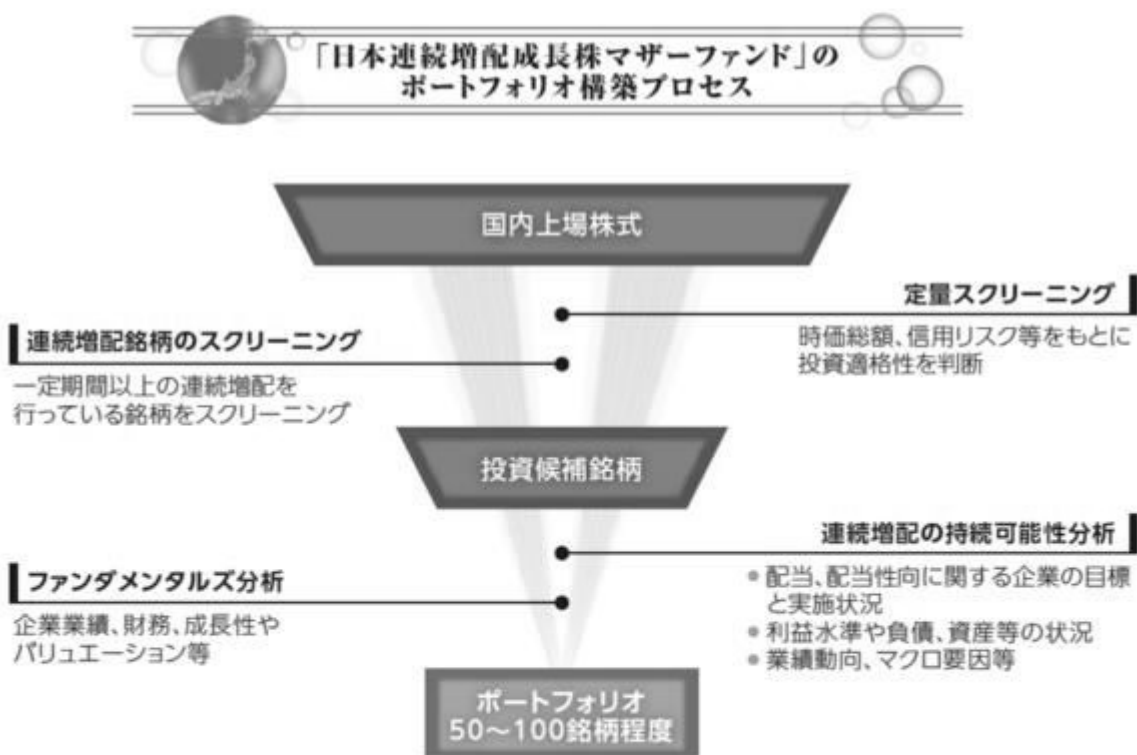 「日本連続増配成長株マザーファンド」の
ポートフォリオ構築プロセス
国内上場株式
定量スクリーニング
時価総額、信用リスク等をもとに
投資適格性を判断
連続増配銘柄のスクリーニング
一定期間以上の連続増配を
行っている銘柄をスクリーニング
投資候補銘柄
連続増配の持続可能性分析
● 配当、配当性向に関する企業の目標
と実施状況
● 利益水準や負債、資産等の状況
● 業績動向、マクロ要因等
ファンダメンタルズ分析
企業業績、財務、成長性や
バリュエーション等
ポートフォリオ
50～100銘柄程度